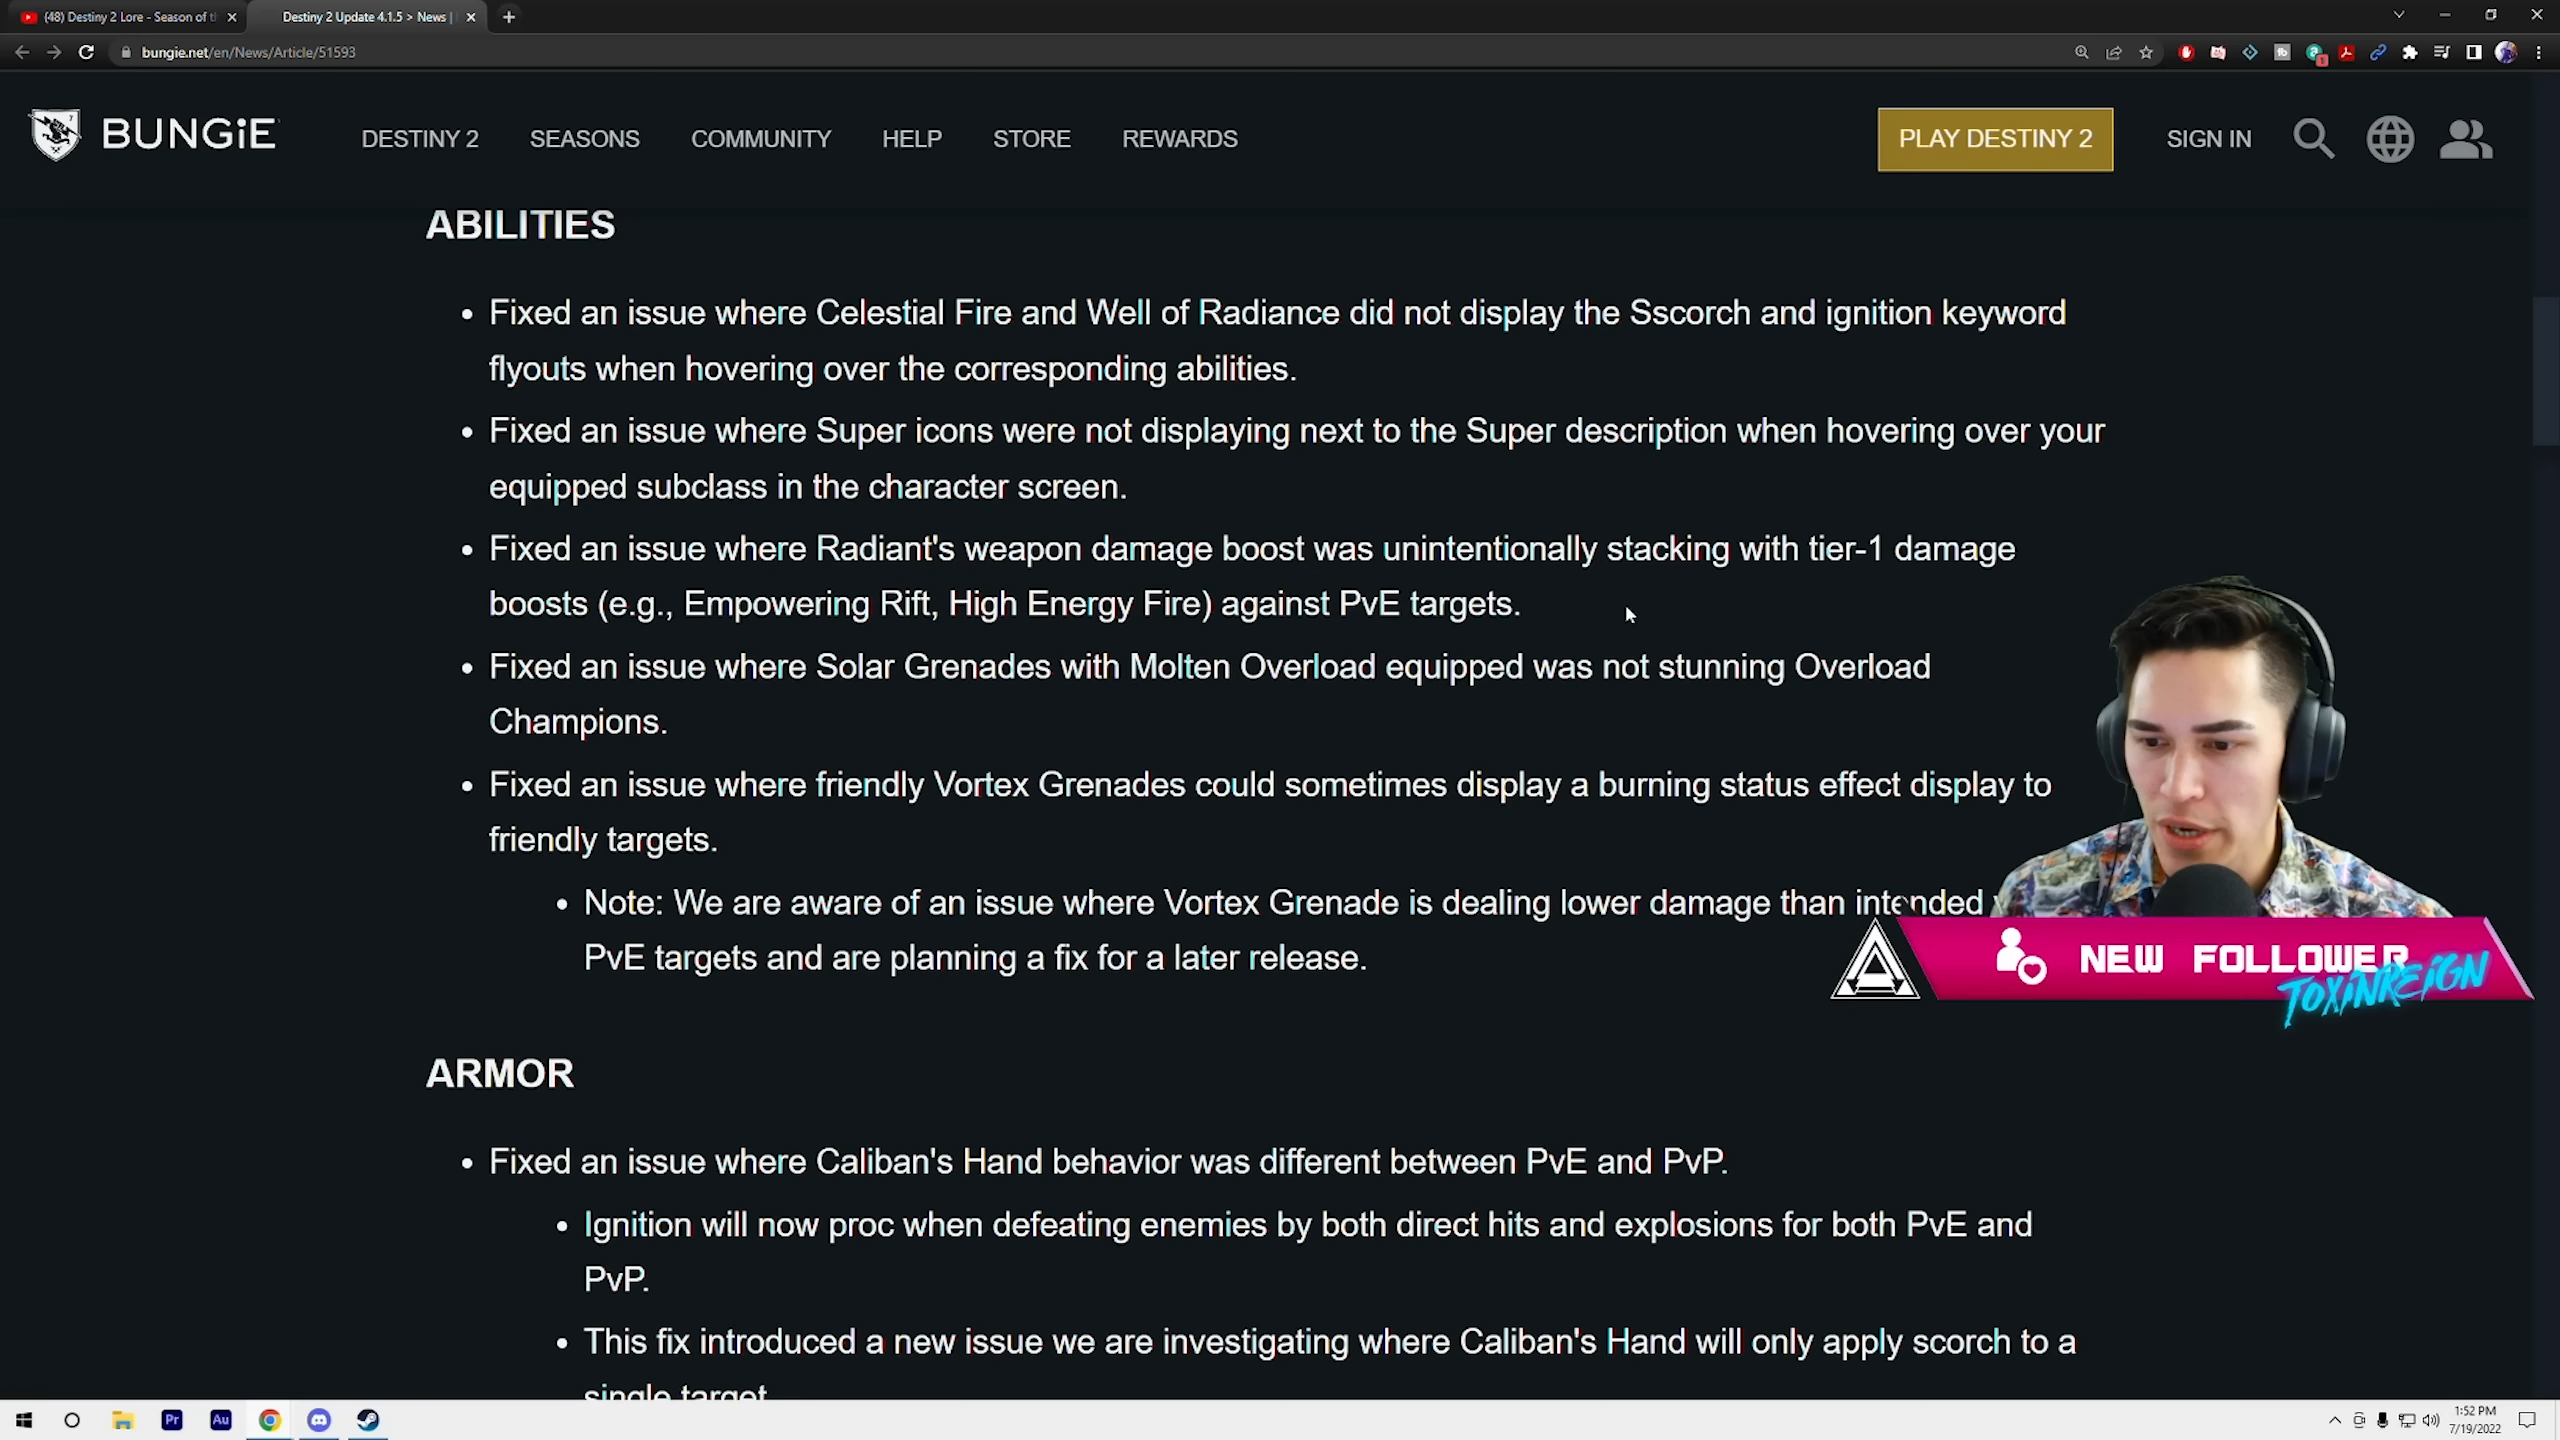 (48) Destiny 2 Lore - Season of th
Destiny 2 Update 4.1.5 > News |
bungie.net/en/News/Article/51593
BUNGiE
DESTINY 2
SEASONS
COMMUNITY
HELP
STORE
REWARDS
PLAY DESTINY 2
SIGN IN
ABILITIES
• Fixed an issue where Celestial Fire and Well of Radiance did not display the Sscorch and ignition keyword
flyouts when hovering over the corresponding abilities.
• Fixed an issue where Super icons were not displaying next to the Super description when hovering over your
equipped subclass in the character screen.
• Fixed an issue where Radiant's weapon damage boost was unintentionally stacking with tier-1 damage
boosts (e.g., Empowering Rift, High Energy Fire) against PvE targets.
• Fixed an issue where Solar Grenades with Molten Overload equipped was not stunning Overload
Champions.
• Fixed an issue where friendly Vortex Grenades could sometimes display a burning status effect display to
friendly targets.
• Note: We are aware of an issue where Vortex Grenade is dealing lower damage than intended
PvE targets and are planning a fix for a later release.
NEW FOLLOWER
TOXINREIGN
ARMOR
• Fixed an issue where Caliban's Hand behavior was different between PvE and PvP.
• Ignition will now proc when defeating enemies by both direct hits and explosions for both PvE and
PvP.
• This fix introduced a new issue we are investigating where Caliban's Hand will only apply scorch to a
single target
Pr
Au
1:52 PM
7/19/2022